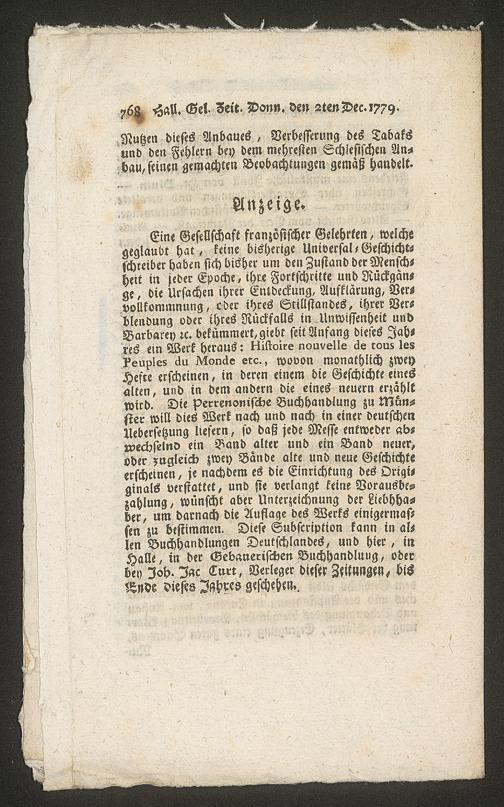 768 Hall. Gel. Zeit. Donn. den 2ten Dec. 1779.
Nutzen dieses Anbaues, Verbesserung des Tabaks
und den Fehlern bey dem mehresten Schlesischen An-
bau, seinen gemachten Beobachtungen gemäß handelt.
Anzeige.
Eine Gesellschaft französischer Gelehrten, welche
geglaubt hat, keine bisherige Universal-Geschicht-
schreiber haben sich bisher um den Zustand der Mensch-
heit in jeder Epoche, ihre Fortschritte und Rückgän-
ge, die Ursachen ihrer Entdeckung, Aufklärung, Ver-
vollkommnung, oder ihres Stillstandes, ihrer Ver-
blendung oder ihres Rückfalls in Unwissenheit und
Barbarey ꝛc. bekümmert, giebt seit Anfang dieses Jah-
res ein Werk heraus: Histoire nouvelle de tous les
Peuples du Monde etc., wovon monathlich zwey
Hefte erscheinen, in deren einem die Geschichte eines
alten, und in dem andern die eines neuern erzählt
wird. Die Perrenonische Buchhandlung zu Mün-
ster will dies Werk nach und nach in einer deutschen
Uebersetzung liefern, so daß jede Messe entweder ab-
wechselnd ein Band alter und ein Band neuer,
oder zugleich zwey Bände alte und neue Geschichte
erscheinen, je nachdem es die Einrichtung des Origi-
ginals verstattet, und sie verlangt keine Vorausbe-
zahlung, wünscht aber Unterzeichnung der Liebhha-
ber, um darnach die Auflage des Werks einigermas-
sen zu bestimmen. Diese Subscription kann in al-
len Buchhandlungen Deutschlandes, und hier, in
Halle, in der Gebauerischen Buchhandlung, oder
bey Joh. Jac Curt, Verleger dieser Zeitungen, bis
Ende dieses Jahres geschehen.